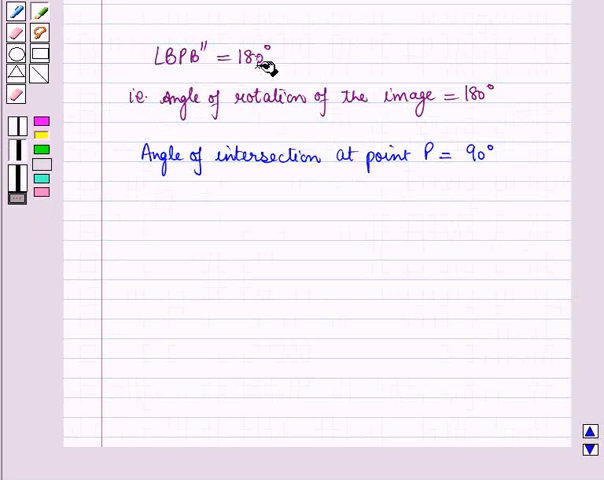 ∠BPB'' = 180°
i.e. Angle of rotation of the image = 180°
Angle of intersection at point P = 90°